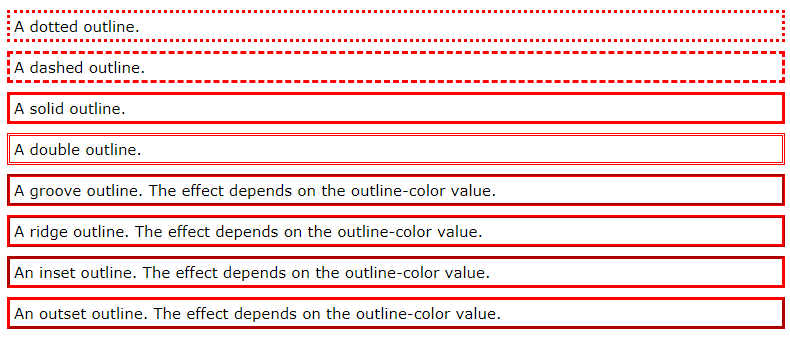 A dotted outline.
A dashed outline.
A solid outline.
A double outline.
A groove outline. The effect depends on the outline-color value.
A ridge outline. The effect depends on the outline-color value.
An inset outline. The effect depends on the outline-color value.
An outset outline. The effect depends on the outline-color value.